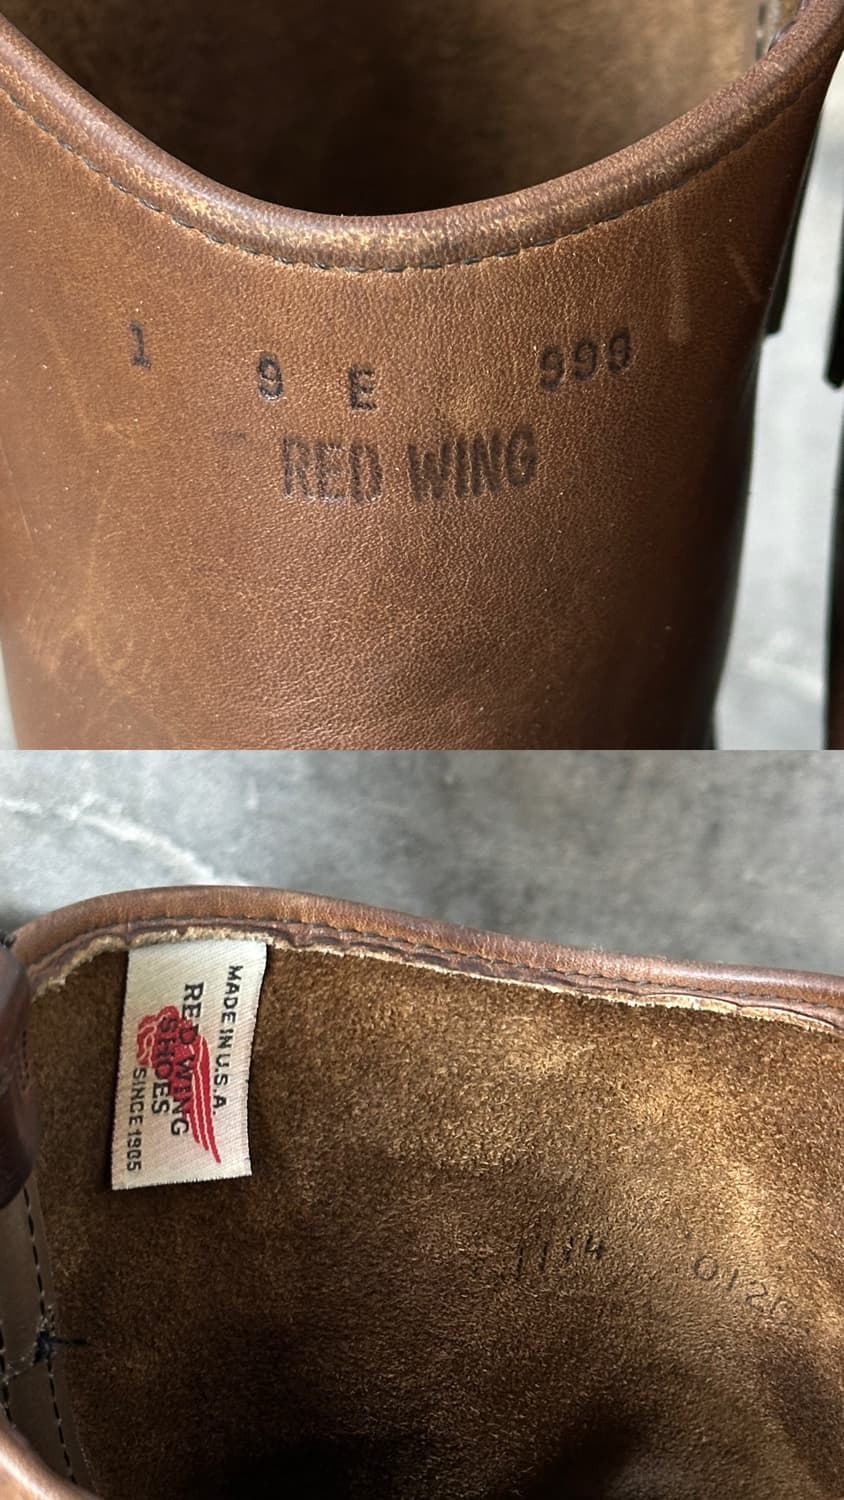 1 9 E 999
RED WING
MADE IN U.S.A.
RED WING
SHOES
SINCE 1905